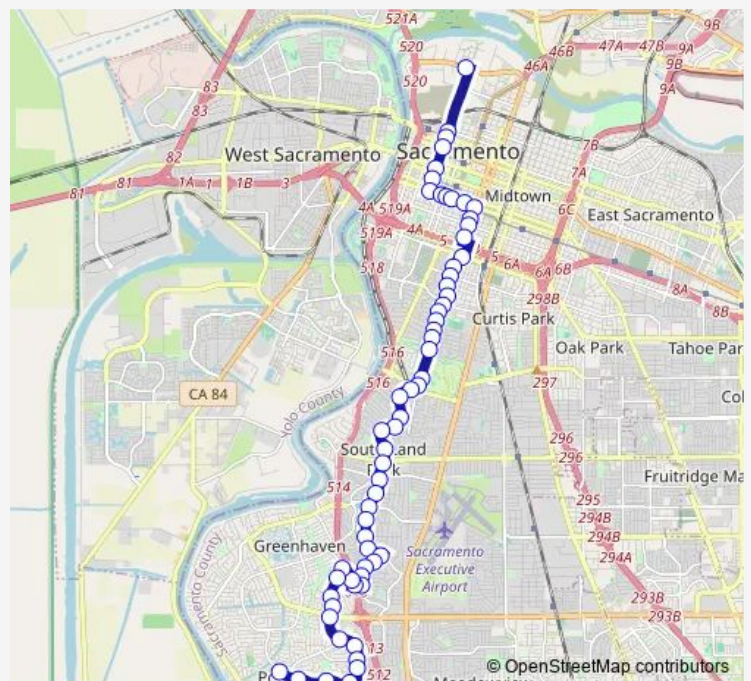 521A
9B
520
46B
47A
47B
9A
46A
9B
520
9A
83
83
82
West Sacramento
Sacramento
7B
81
81
1A
1
1B
3
Midtown
7A
4A
519A
6C
East Sacramento
519A
4A
5
5
6A
6A
6B
518
298B
8A
8B
Curtis Park
516
Oak Park
Tahoe Par
516
297
CA 84
Col
Yolo County
296
South Land
296
Park
Fruitridge Ma
514
295
294B
Greenhaven
294B
Sacramento
Executive
Airport
294A
Sacramento County
293B
293B
13
512
© OpenStreetMap contributors